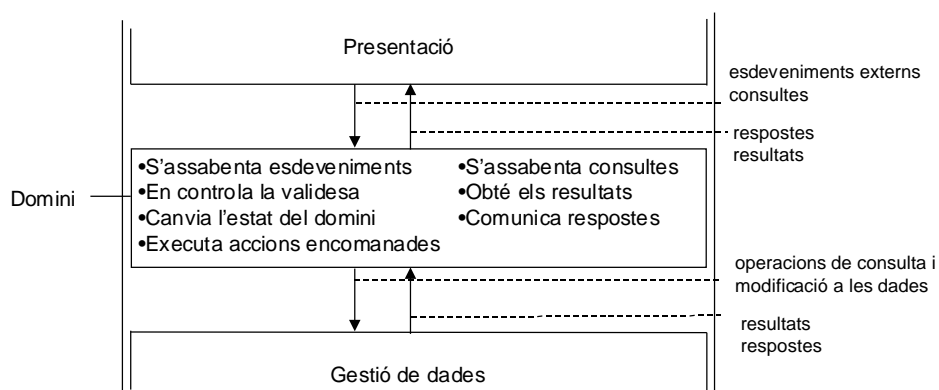 Presentació
esdeveniments externs
consultes
respostes
resultats
Domini
•S'assabenta esdeveniments
•En controla la validesa
•Canvia l'estat del domini
•Executa accions encomanades
•S'assabenta consultes
•Obté els resultats
•Comunica respostes
operacions de consulta i
modificació a les dades
resultats
respostes
Gestió de dades